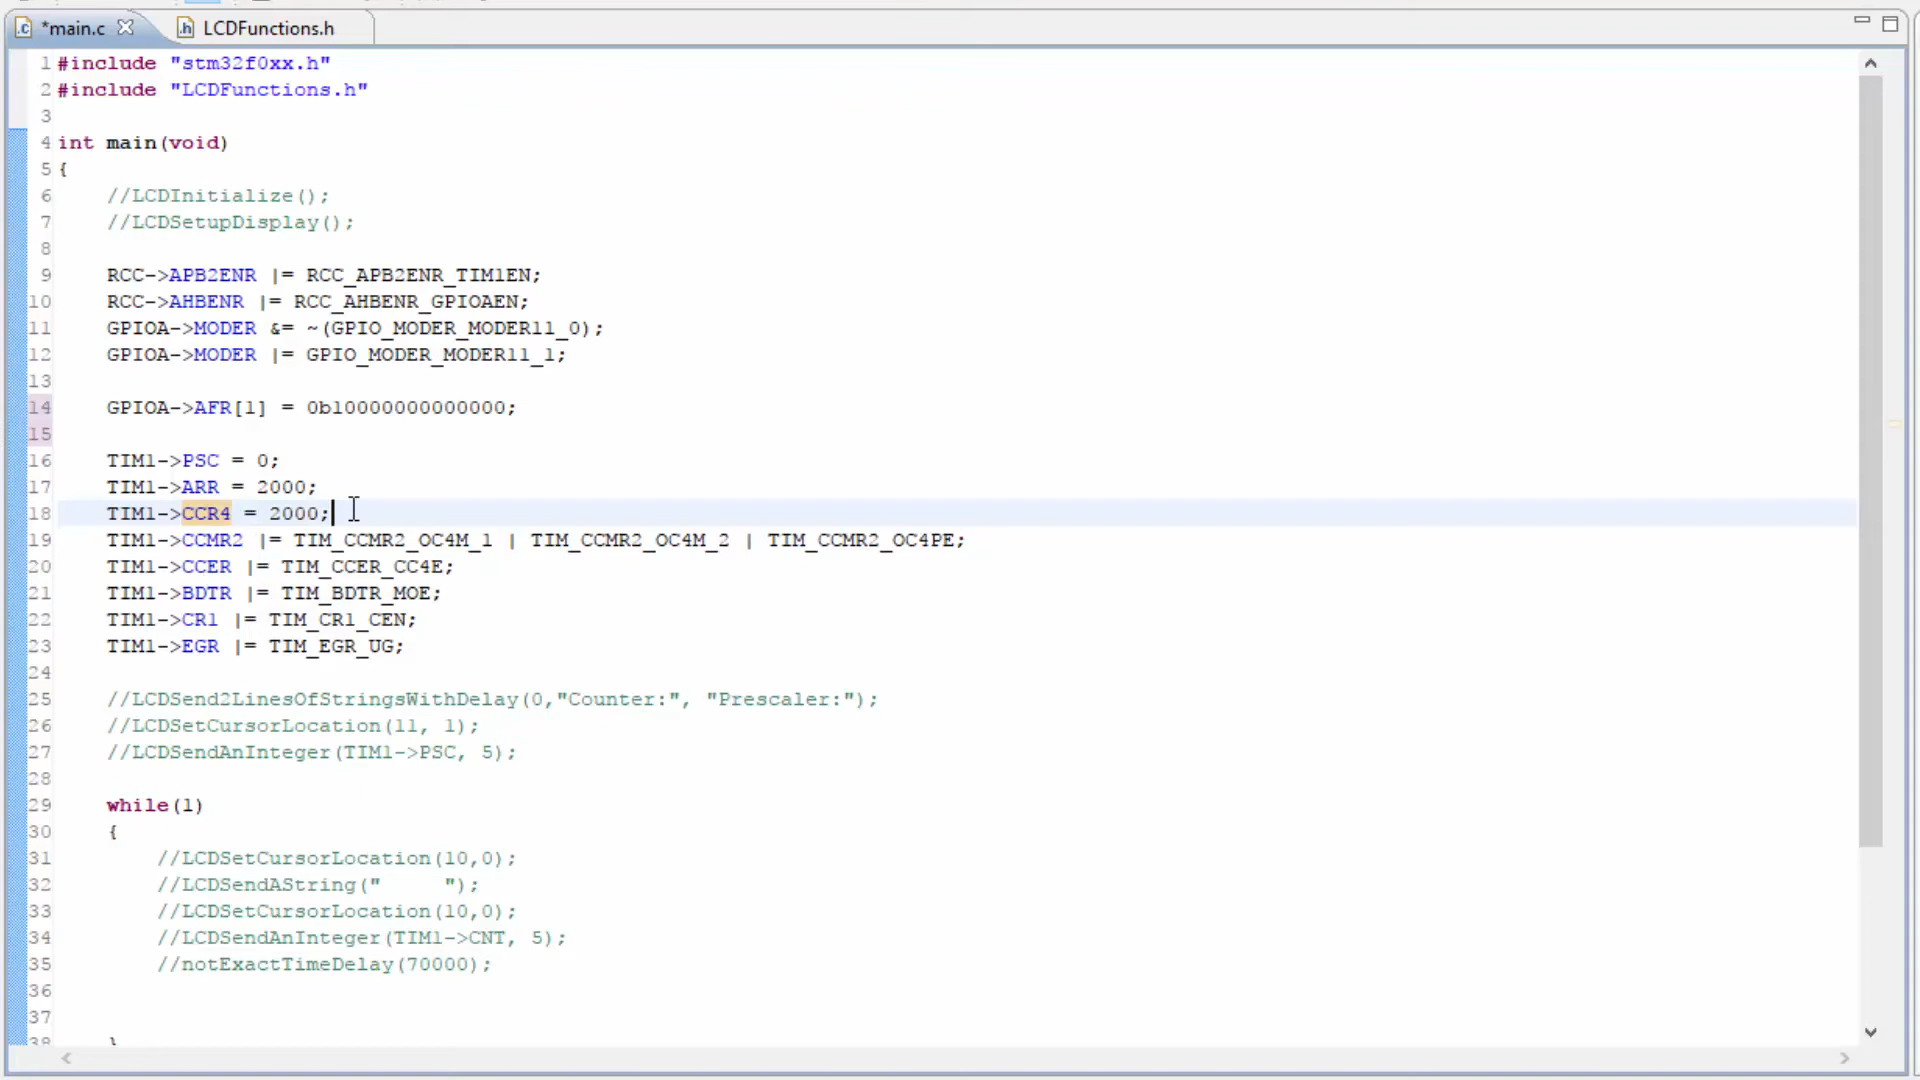 *main.c
LCDFunctions.h
1 #include "stm32f0xx.h"
2 #include "LCDFunctions.h"
3
4 int main(void)
5 {
6 //LCDInitialize();
7 //LCDSetupDisplay();
8
9 RCC->APB2ENR |= RCC_APB2ENR_TIM1EN;
10 RCC->AHBENR |= RCC_AHBENR_GPIOAEN;
11 GPIOA->MODER &= ~(GPIO_MODER_MODER11_0);
12 GPIOA->MODER |= GPIO_MODER_MODER11_1;
13
14 GPIOA->AFR[1] = 0b10000000000000;
15
16 TIM1->PSC = 0;
17 TIM1->ARR = 2000;
18 TIM1->CCR4 = 2000;
19 TIM1->CCMR2 |= TIM_CCMR2_OC4M_1 | TIM_CCMR2_OC4M_2 | TIM_CCMR2_OC4PE;
20 TIM1->CCER |= TIM_CCER_CC4E;
21 TIM1->BDTR |= TIM_BDTR_MOE;
22 TIM1->CR1 |= TIM_CR1_CEN;
23 TIM1->EGR |= TIM_EGR_UG;
24
25 //LCDSend2LinesOfStringsWithDelay(0,"Counter:", "Prescaler:");
26 //LCDSetCursorLocation(11, 1);
27 //LCDSendAnInteger(TIM1->PSC, 5);
28
29 while(1)
30 {
31 //LCDSetCursorLocation(10,0);
32 //LCDSendAString("     ");
33 //LCDSetCursorLocation(10,0);
34 //LCDSendAnInteger(TIM1->CNT, 5);
35 //notExactTimeDelay(70000);
36
37
38 }